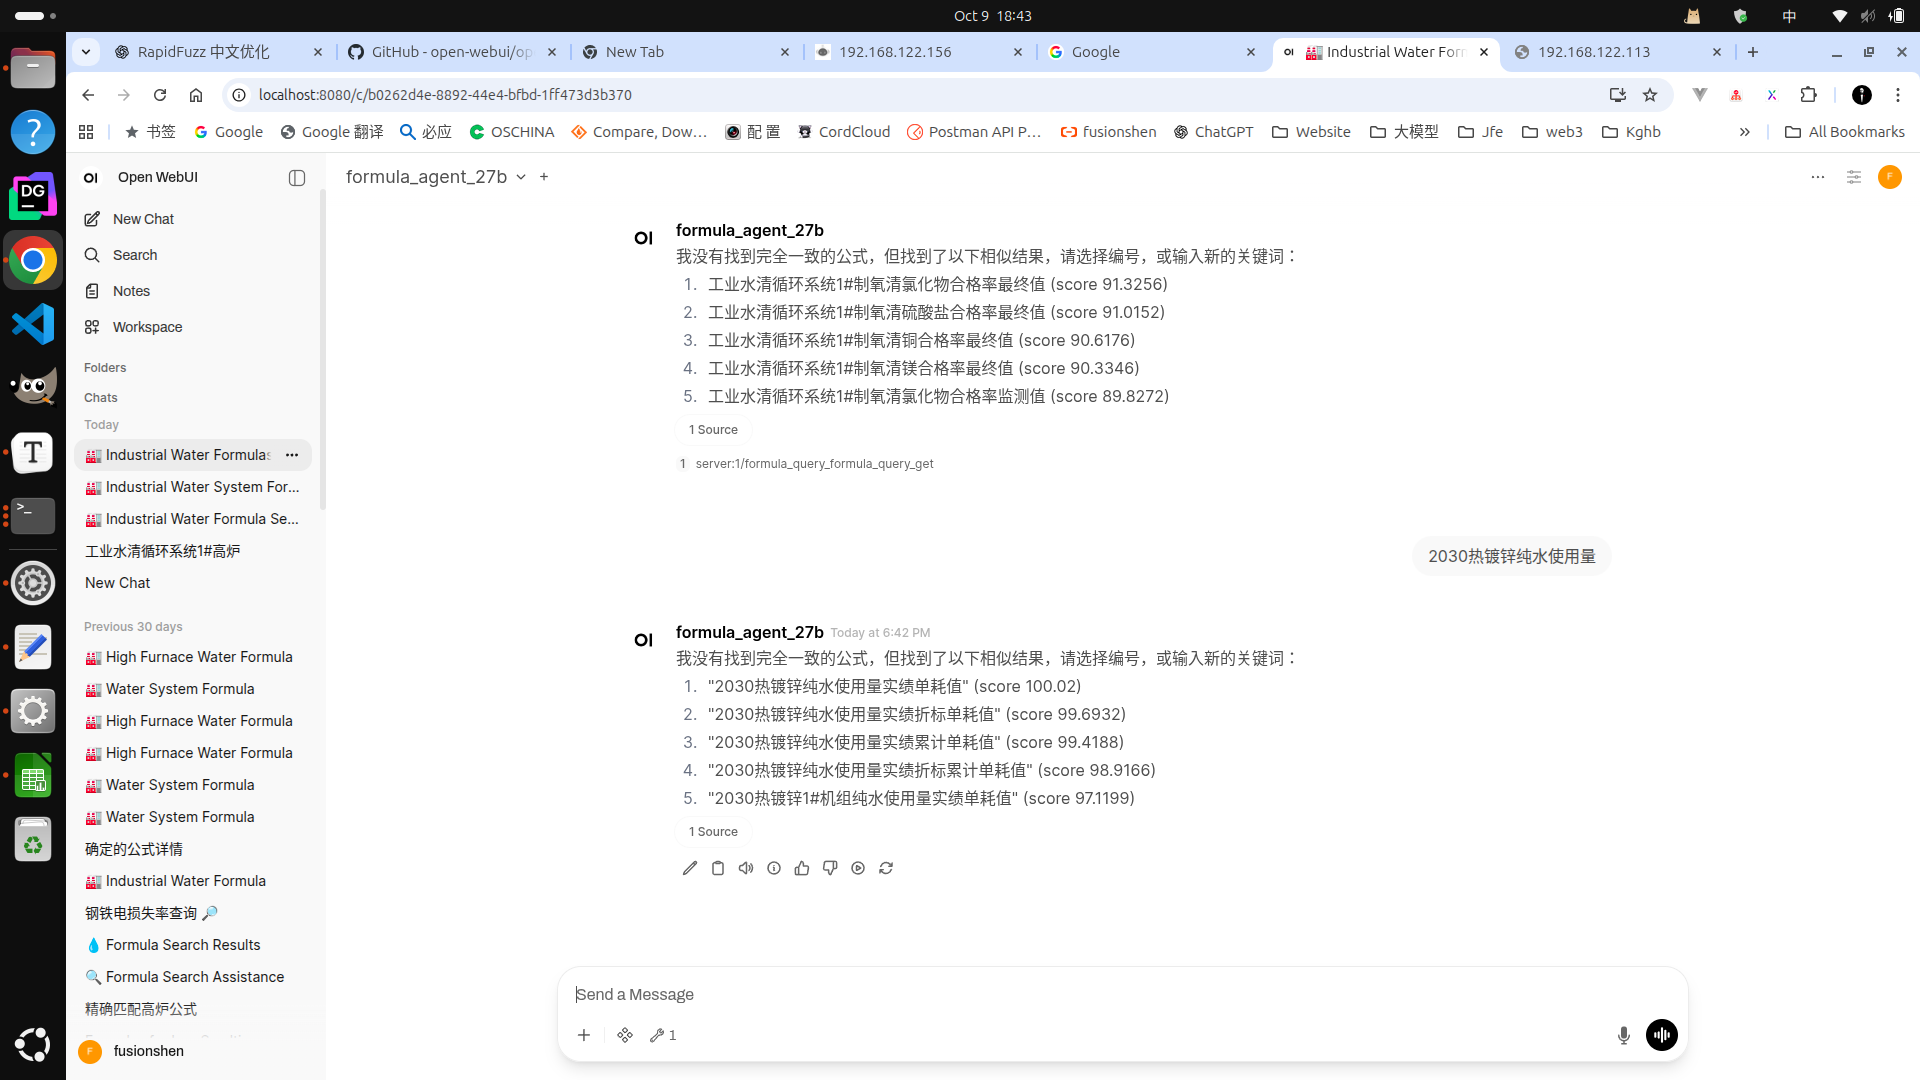 Oct 9 18:43
中
RapidFuzz 中文优化
GitHub - open-webui/op
New Tab
192.168.122.156
Google
🏭 Industrial Water Form
192.168.122.113
localhost:8080/c/b0262d4e-8892-44e4-bfbd-1ff473d3b370
书签
Google
Google 翻译
必应
OSCHINA
Compare, Dow…
配 置
CordCloud
Postman API P…
fusionshen
ChatGPT
Website
大模型
Jfe
web3
Kghb
»
All Bookmarks
OI Open WebUI
New Chat
Search
Notes
Workspace
Folders
Chats
Today
🏭 Industrial Water Formulas
🏭 Industrial Water System For...
🏭 Industrial Water Formula Se...
工业水清循环系统1#高炉
New Chat
Previous 30 days
🏭 High Furnace Water Formula
🏭 Water System Formula
🏭 High Furnace Water Formula
🏭 High Furnace Water Formula
🏭 Water System Formula
🏭 Water System Formula
确定的公式详情
🏭 Industrial Water Formula
钢铁电损失率查询 🔎
💧 Formula Search Results
🔍 Formula Search Assistance
精确匹配高炉公式
F fusionshen
formula_agent_27b
F
OI formula_agent_27b
我没有找到完全一致的公式，但找到了以下相似结果，请选择编号，或输入新的关键词：
1. 工业水清循环系统1#制氧清氯化物合格率最终值 (score 91.3256)
2. 工业水清循环系统1#制氧清硫酸盐合格率最终值 (score 91.0152)
3. 工业水清循环系统1#制氧清铜合格率最终值 (score 90.6176)
4. 工业水清循环系统1#制氧清镁合格率最终值 (score 90.3346)
5. 工业水清循环系统1#制氧清氯化物合格率监测值 (score 89.8272)
1 Source
1 server:1/formula_query_formula_query_get
2030热镀锌纯水使用量
OI formula_agent_27b Today at 6:42 PM
我没有找到完全一致的公式，但找到了以下相似结果，请选择编号，或输入新的关键词：
1. "2030热镀锌纯水使用量实绩单耗值" (score 100.02)
2. "2030热镀锌纯水使用量实绩折标单耗值" (score 99.6932)
3. "2030热镀锌纯水使用量实绩累计单耗值" (score 99.4188)
4. "2030热镀锌纯水使用量实绩折标累计单耗值" (score 98.9166)
5. "2030热镀锌1#机组纯水使用量实绩单耗值" (score 97.1199)
1 Source
Send a Message
1
DG
T